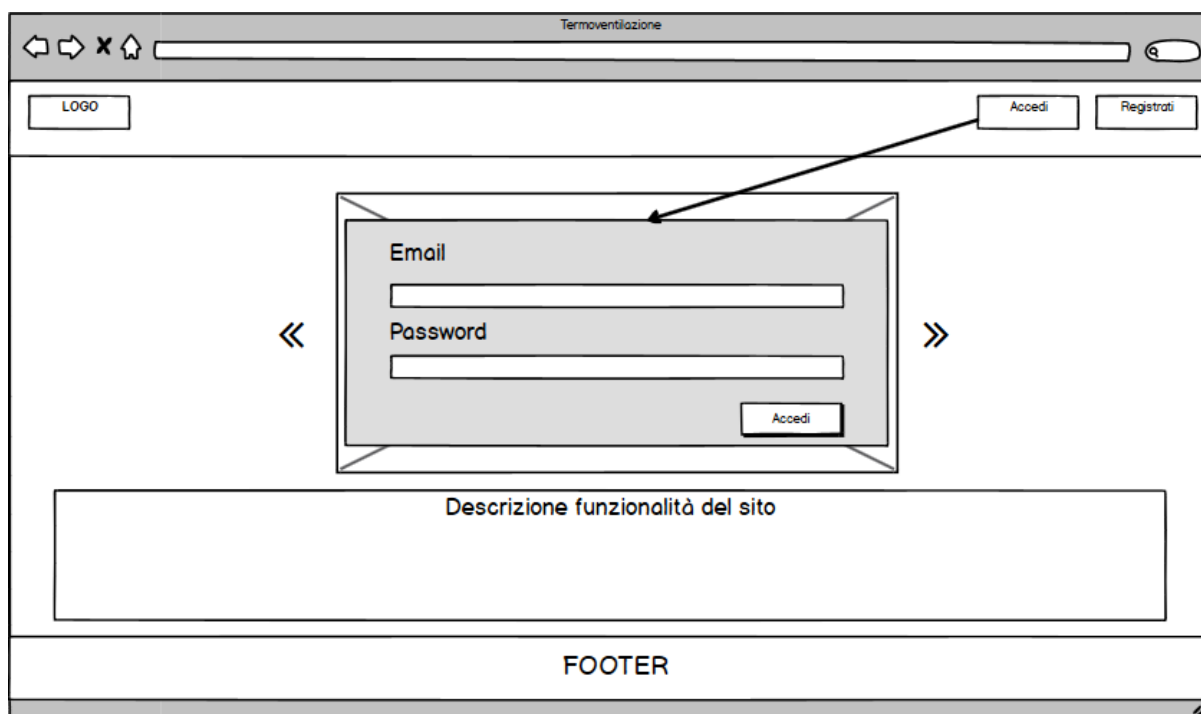 Termoventilazione
LOGO
Accedi
Registrati
Email
Password
Accedi
Descrizione funzionalità del sito
FOOTER